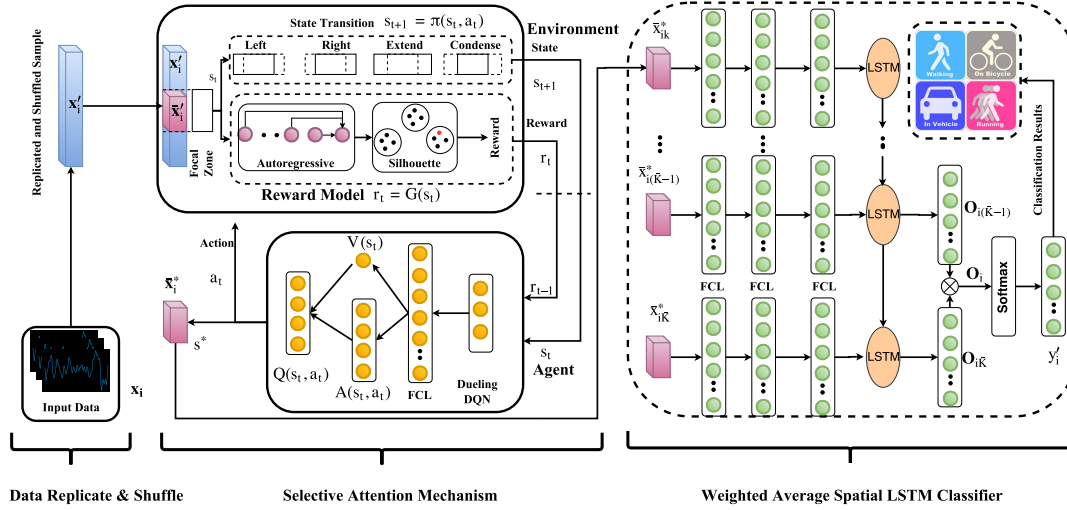 Replicated and Shuffled Sample
x′i
Input Data
xi
State Transition st+1 = π(st, at)
Left
Right
Extend
Condense
x′i
x̄′i
Focal Zone
st
Autoregressive
Silhouette
Reward
Reward Model rt = G(st)
Environment
State
st+1
Reward
rt
Action
at
x̄*i
s*
V(st)
Q(st, at)
A(st, at)
FCL
Dueling
DQN
rt−1
st
Agent
x̄*ik
x̄*i(K̄−1)
x̄*iK̄
FCL
FCL
FCL
LSTM
LSTM
LSTM
Walking
On Bicycle
In Vehicle
Running
Oi(K̄−1)
Oi
OiK̄
Softmax
y′i
Classification Results
Data Replicate & Shuffle
Selective Attention Mechanism
Weighted Average Spatial LSTM Classifier